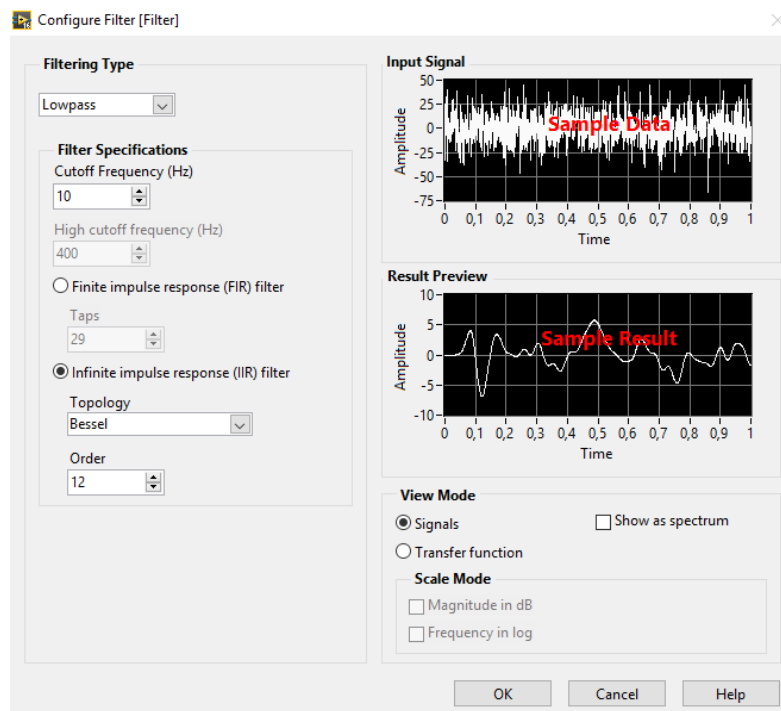 Configure Filter [Filter]
Filtering Type
Lowpass
Filter Specifications
Cutoff Frequency (Hz)
10
High cutoff frequency (Hz)
400
Finite impulse response (FIR) filter
Taps
29
Infinite impulse response (IIR) filter
Topology
Bessel
Order
12
Input Signal
50
25
0
-25
-50
-75
Amplitude
Sample Data
0 0,1 0,2 0,3 0,4 0,5 0,6 0,7 0,8 0,9 1
Time
Result Preview
10
5
0
-5
-10
Amplitude
Sample Result
0 0,1 0,2 0,3 0,4 0,5 0,6 0,7 0,8 0,9 1
Time
View Mode
Signals
Show as spectrum
Transfer function
Scale Mode
Magnitude in dB
Frequency in log
OK
Cancel
Help